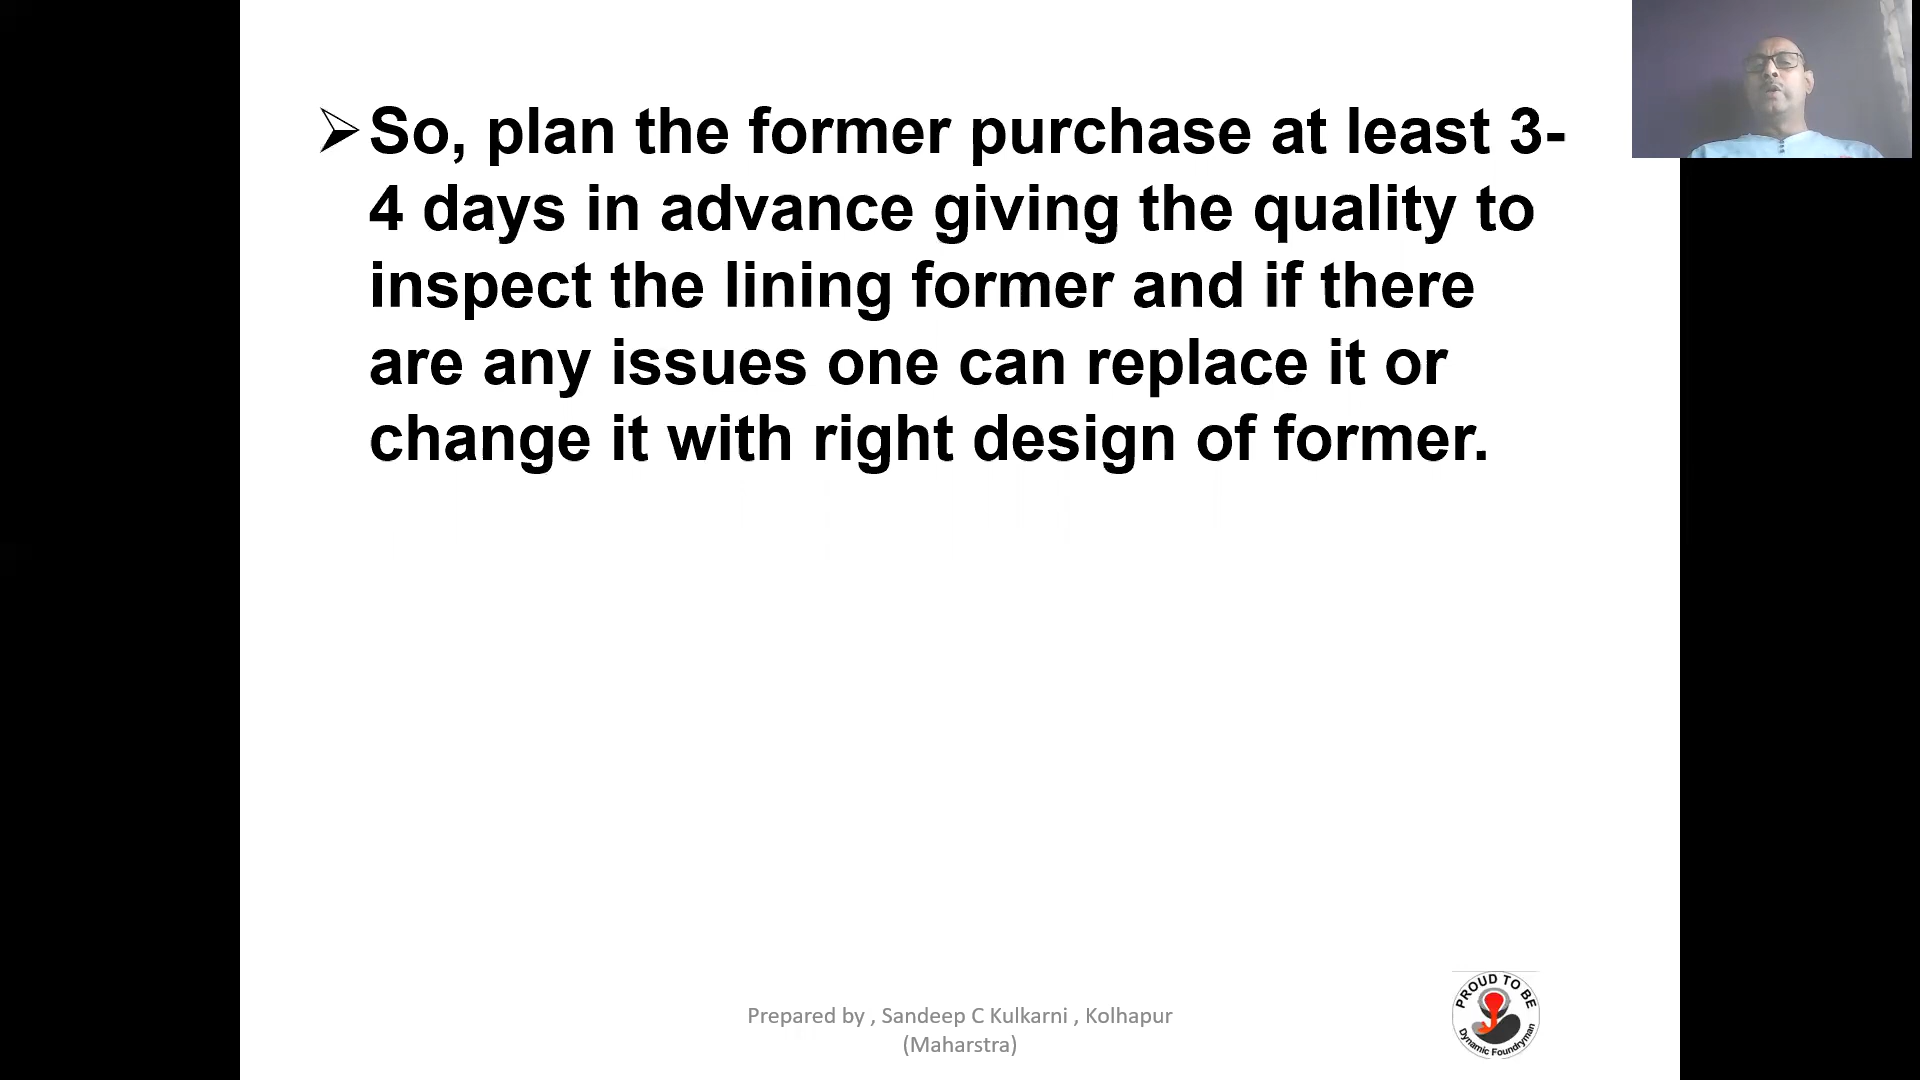 So, plan the former purchase at least 3-
4 days in advance giving the quality to
inspect the lining former and if there
are any issues one can replace it or
change it with right design of former.
Prepared by , Sandeep C Kulkarni , Kolhapur
(Maharstra)
PROUD TO BE
Dynamic Foundryman